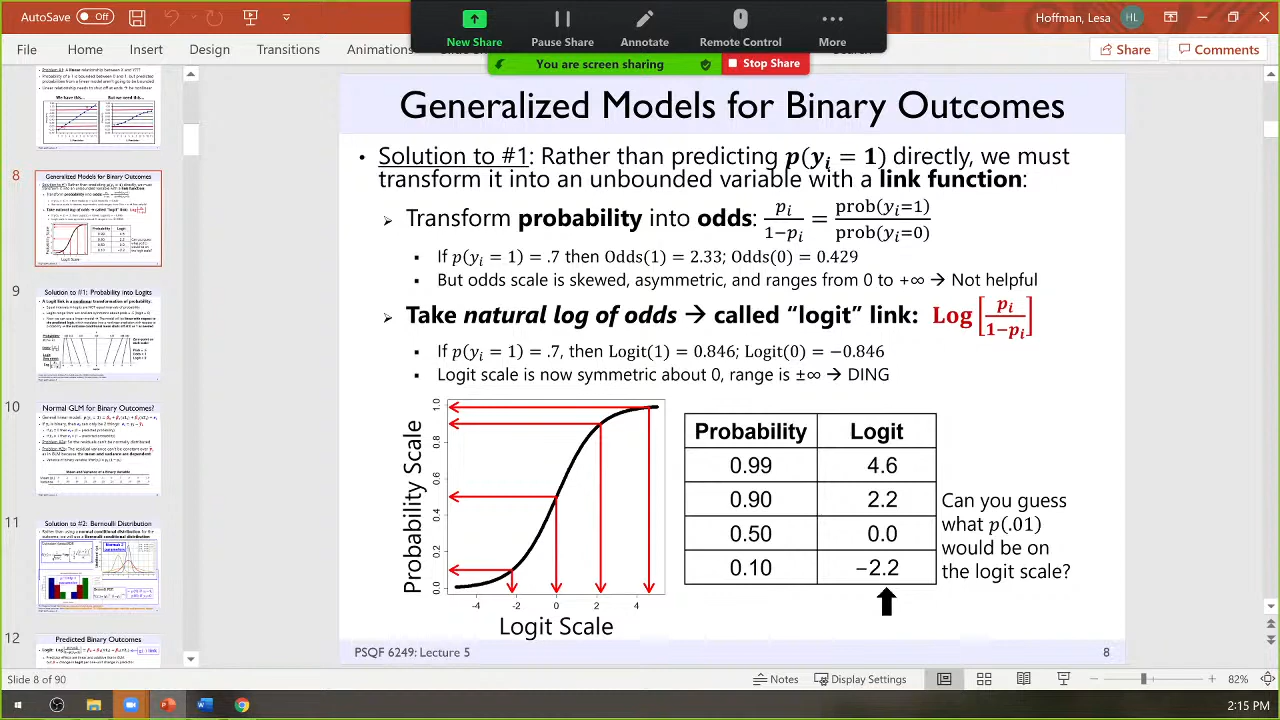 AutoSave Off
Hoffman, Lesa HL
New Share Pause Share Annotate Remote Control More
You are screen sharing Stop Share
File Home Insert Design Transitions Animations
Share Comments
8
9
10
11
12
Generalized Models for Binary Outcomes
Solution to #1: Probability into Logits
Normal GLM for Binary Outcomes?
Solution to #2: Bernoulli Distribution
Predicted Binary Outcomes
Generalized Models for Binary Outcomes
• Solution to #1: Rather than predicting p(yᵢ = 1) directly, we must
transform it into an unbounded variable with a link function:
➢ Transform probability into odds: pᵢ/1−pᵢ = prob(yᵢ=1)/prob(yᵢ=0)
▪ If p(yᵢ = 1) = .7 then Odds(1) = 2.33; Odds(0) = 0.429
▪ But odds scale is skewed, asymmetric, and ranges from 0 to +∞ → Not helpful
➢ Take natural log of odds → called “logit” link: Log[pᵢ/1−pᵢ]
▪ If p(yᵢ = 1) = .7, then Logit(1) = 0.846; Logit(0) = −0.846
▪ Logit scale is now symmetric about 0, range is ±∞ → DING
Probability Scale
1.0
0.8
0.6
0.4
0.2
0.0
-4 -2 0 2 4
Logit Scale
Probability Logit
0.99 4.6
0.90 2.2
0.50 0.0
0.10 −2.2
Can you guess
what p(.01)
would be on
the logit scale?
PSQF 6249: Lecture 5 8
Slide 8 of 90
Notes Display Settings 82%
2:15 PM